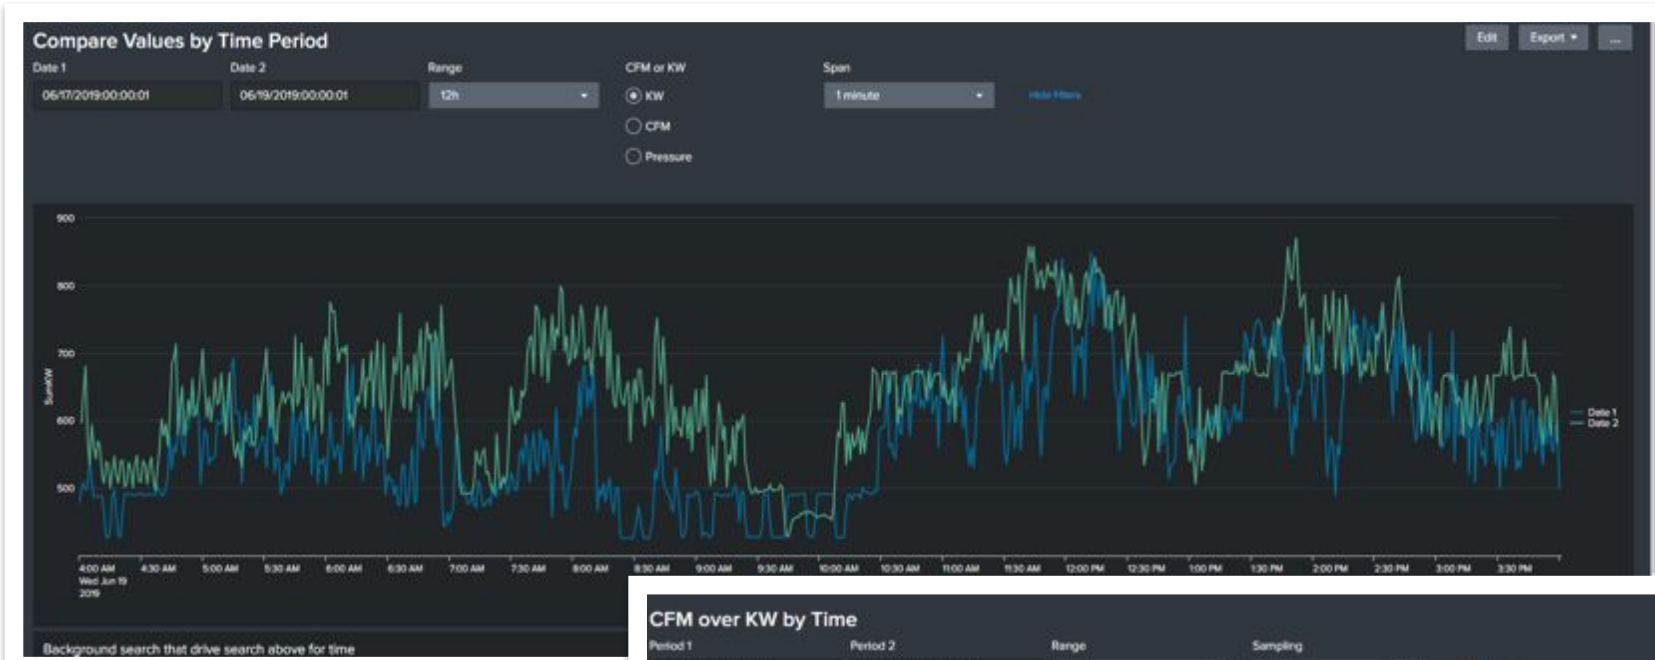 Compare Values by Time Period
Edit
Export
...
Date 1
Date 2
Range
CFM or KW
Span
06/17/2019:00:00:01
06/19/2019:00:00:01
12h
KW
1 minute
Hide Filters
CFM
Pressure
900
800
700
600
500
SumKW
Date 1
Date 2
4:00 AM 4:30 AM 5:00 AM 5:30 AM 6:00 AM 6:30 AM 7:00 AM 7:30 AM 8:00 AM 8:30 AM 9:00 AM 9:30 AM 10:00 AM 10:30 AM 11:00 AM 11:30 AM 12:00 PM 12:30 PM 1:00 PM 1:30 PM 2:00 PM 2:30 PM 3:00 PM 3:30 PM
Wed Jun 19
2019
Background search that drive search above for time
CFM over KW by Time
Period 1
Period 2
Range
Sampling